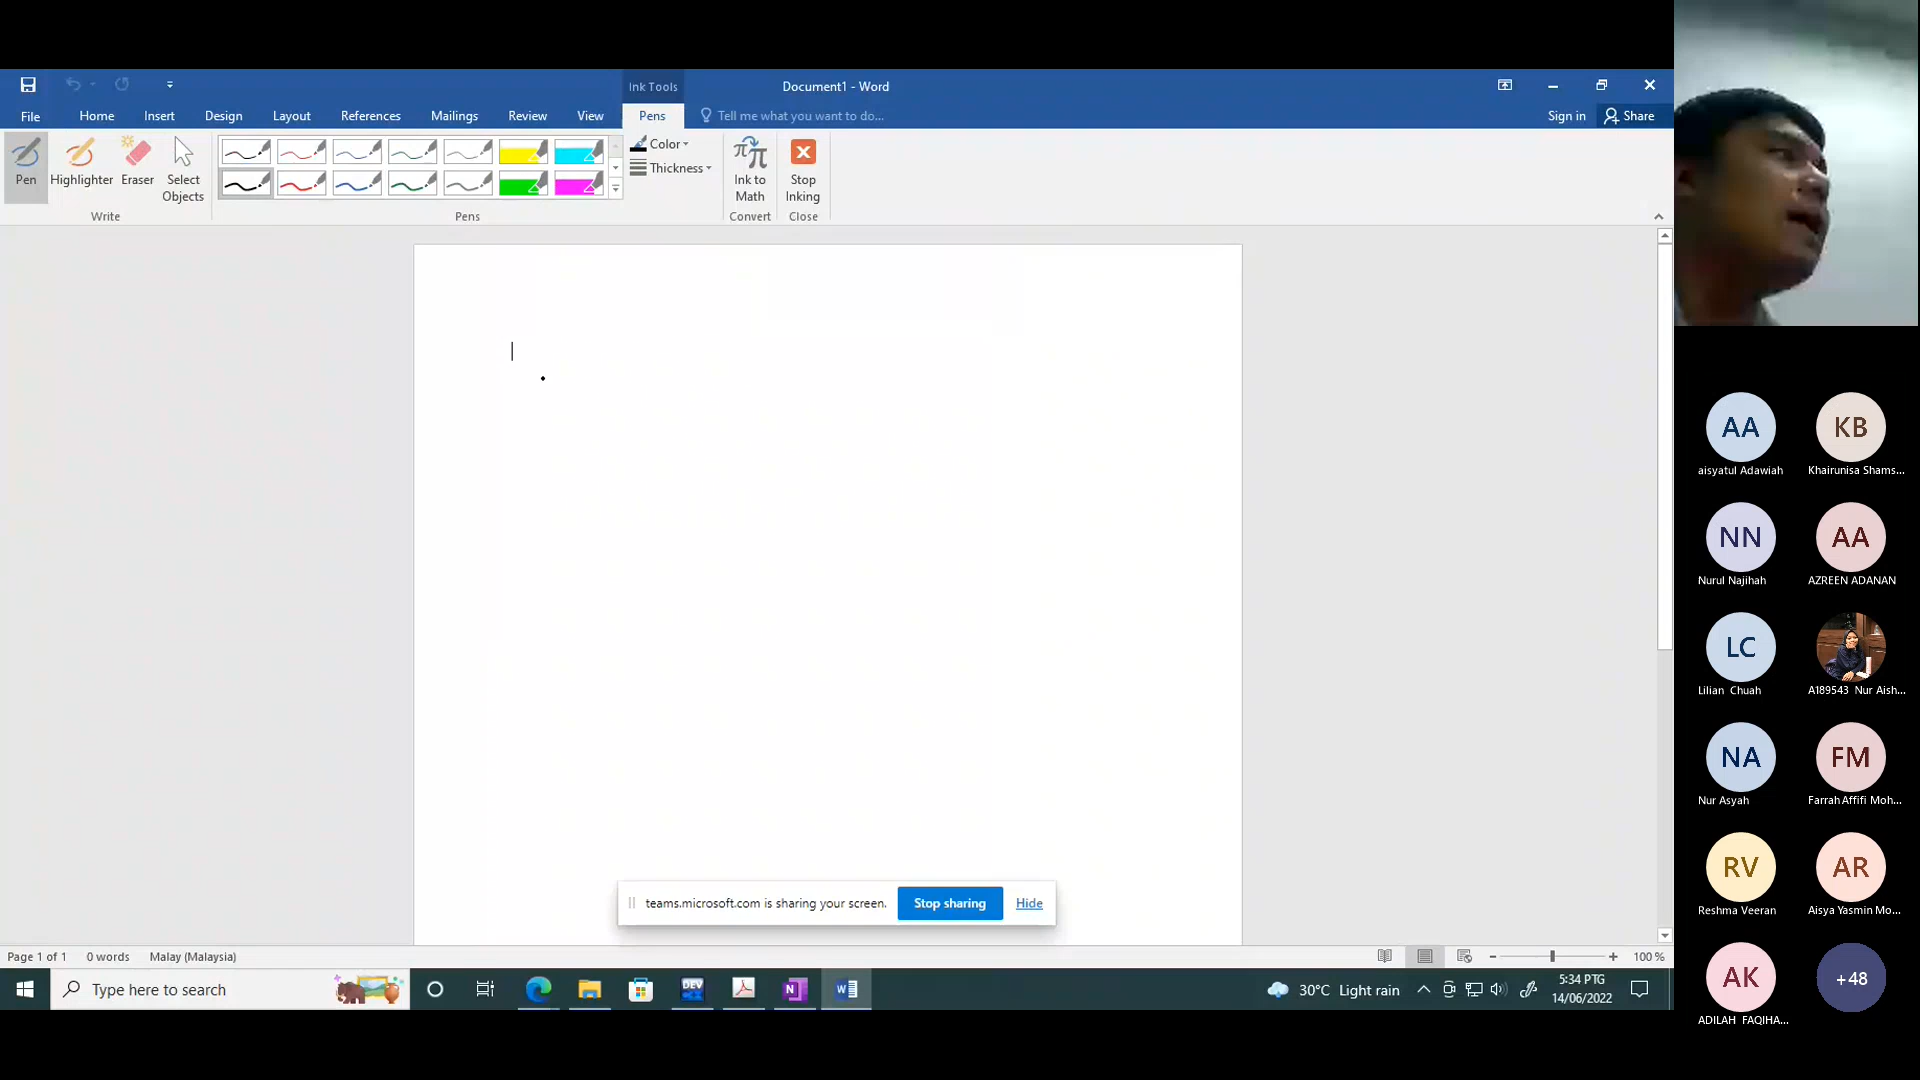 Ink Tools
Document1 - Word
File
Home
Insert
Design
Layout
References
Mailings
Review
View
Pens
Tell me what you want to do...
Sign in
Share
Pen
Highlighter
Eraser
Select
Objects
Color
Thickness
Ink to
Math
Stop
Inking
Write
Pens
Convert
Close
AA
KB
aisyatul Adawiah
Khairunisa Shams...
NN
AA
Nurul Najihah
AZREEN ADANAN
LC
Lilian Chuah
A189543 Nur Aish...
NA
FM
Nur Asyah
Farrah Affifi Moh...
RV
AR
Reshma Veeran
Aisya Yasmin Mo...
AK
+48
ADILAH FAQIHA...
teams.microsoft.com is sharing your screen.
Stop sharing
Hide
Page 1 of 1
0 words
Malay (Malaysia)
100 %
Type here to search
DEV
N
W
30°C Light rain
5:34 PTG
14/06/2022